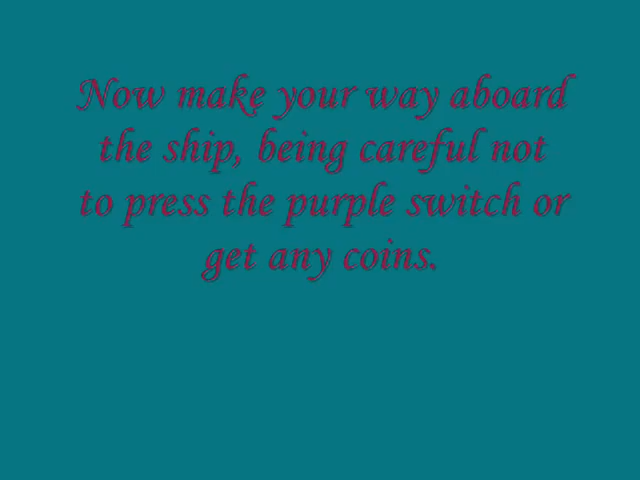 Now make your way aboard
the ship, being careful not
to press the purple switch or
get any coins.